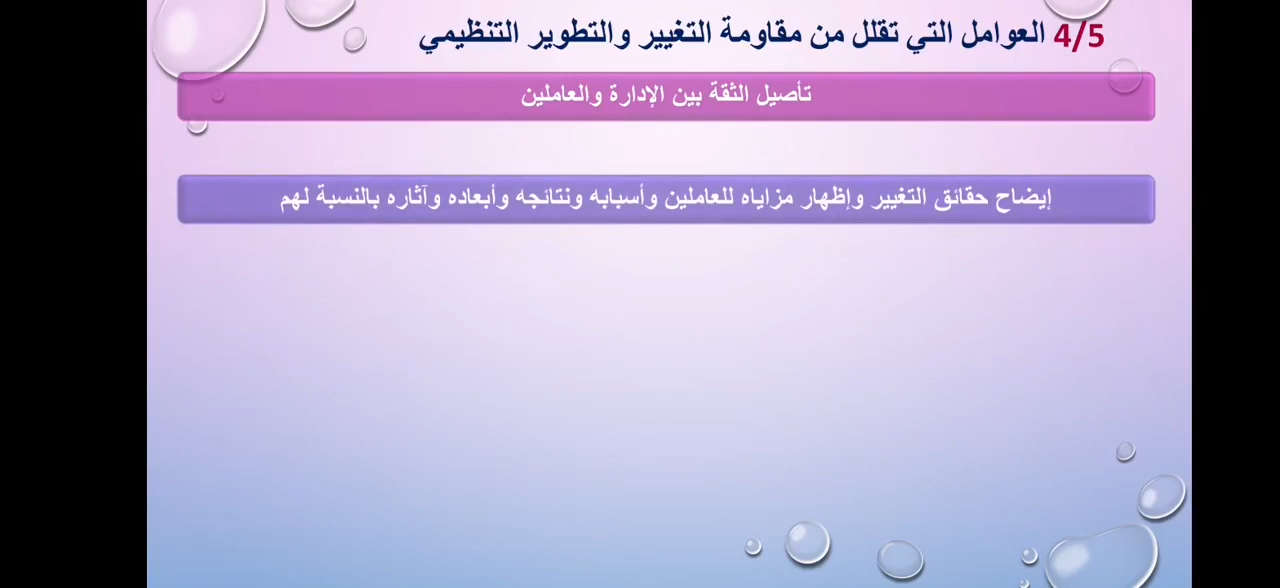 4/5 العوامل التي تقلل من مقاومة التغيير والتطوير التنظيمي
تأصيل الثقة بين الإدارة والعاملين
إيضاح حقائق التغيير وإظهار مزاياه للعاملين وأسبابه ونتائجه وأبعاده وآثاره بالنسبة لهم